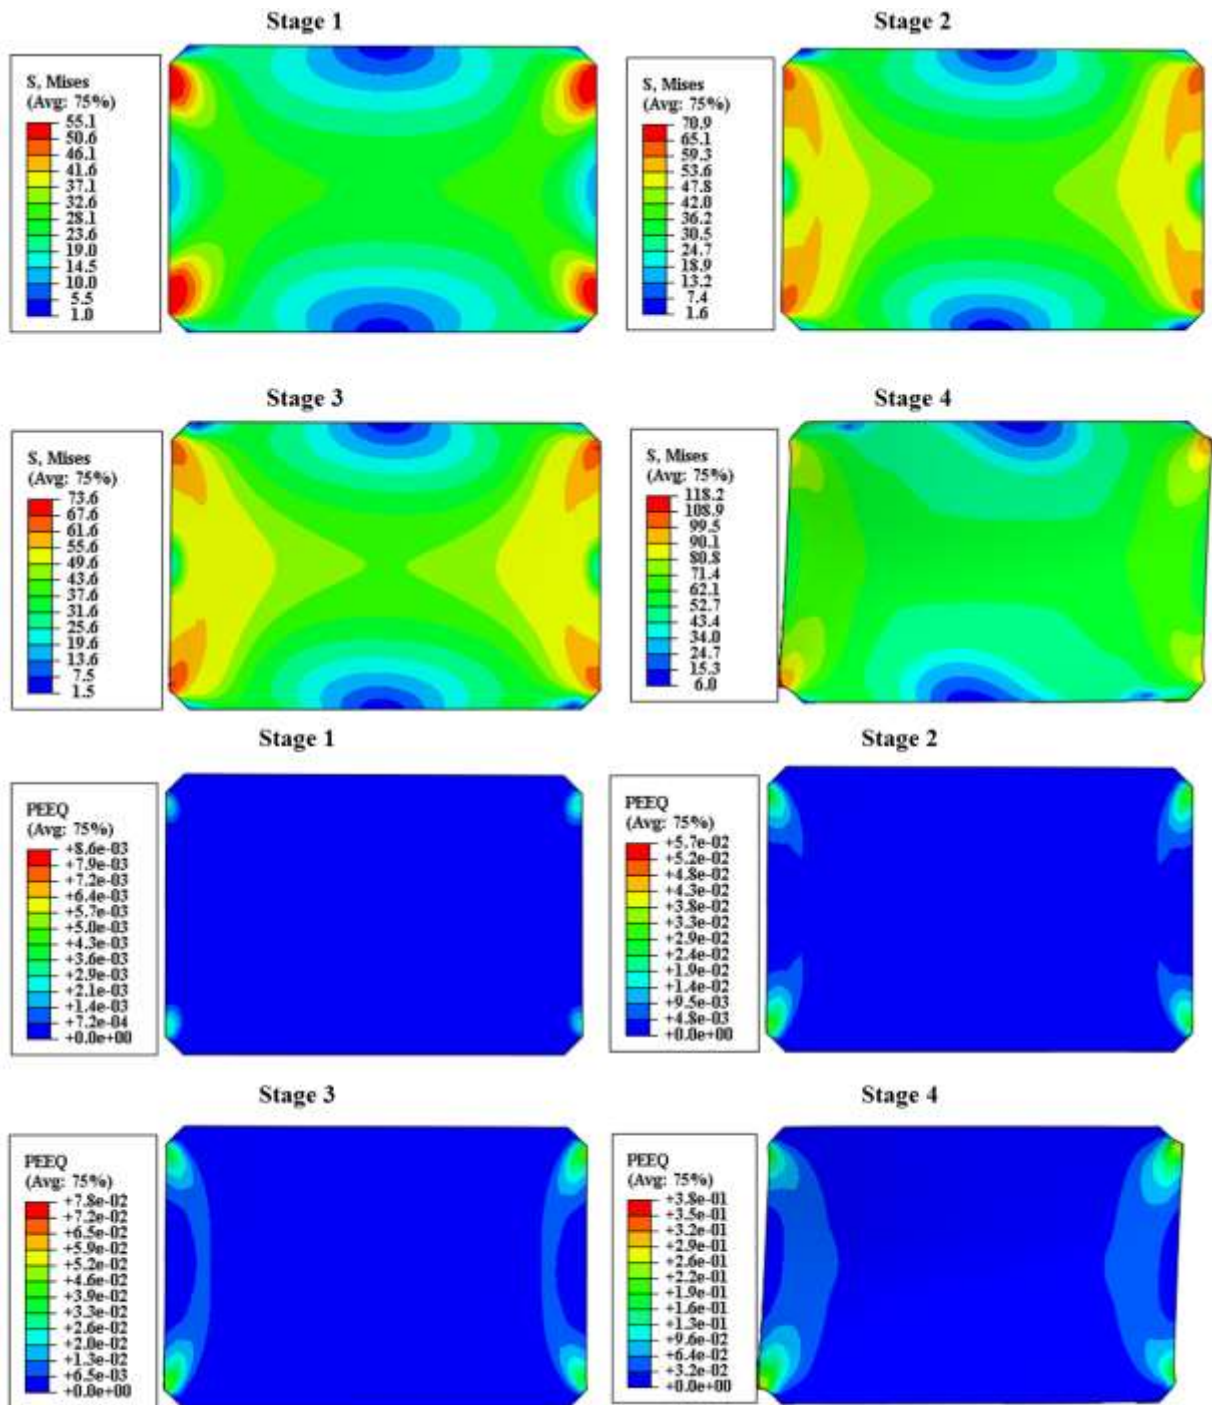 Stage 1
S, Mises
(Avg: 75%)
55.1
50.6
46.1
41.6
37.1
32.6
28.1
23.6
19.0
14.5
10.0
5.5
1.0
Stage 2
S, Mises
(Avg: 75%)
70.9
65.1
59.3
53.6
47.8
42.0
36.2
30.5
24.7
18.9
13.2
7.4
1.6
Stage 3
S, Mises
(Avg: 75%)
73.6
67.6
61.6
55.6
49.6
43.6
37.6
31.6
25.6
19.6
13.6
7.5
1.5
Stage 4
S, Mises
(Avg: 75%)
118.2
108.9
99.5
90.1
80.8
71.4
62.1
52.7
43.4
34.0
24.7
15.3
6.0
Stage 1
PEEQ
(Avg: 75%)
+8.6e-03
+7.9e-03
+7.2e-03
+6.4e-03
+5.7e-03
+5.0e-03
+4.3e-03
+3.6e-03
+2.9e-03
+2.1e-03
+1.4e-03
+7.2e-04
+0.0e+00
Stage 2
PEEQ
(Avg: 75%)
+5.7e-02
+5.2e-02
+4.8e-02
+4.3e-02
+3.8e-02
+3.3e-02
+2.9e-02
+2.4e-02
+1.9e-02
+1.4e-02
+9.5e-03
+4.8e-03
+0.0e+00
Stage 3
PEEQ
(Avg: 75%)
+7.8e-02
+7.2e-02
+6.5e-02
+5.9e-02
+5.2e-02
+4.6e-02
+3.9e-02
+3.3e-02
+2.6e-02
+2.0e-02
+1.3e-02
+6.5e-03
+0.0e+00
Stage 4
PEEQ
(Avg: 75%)
+3.8e-01
+3.5e-01
+3.2e-01
+2.9e-01
+2.6e-01
+2.2e-01
+1.9e-01
+1.6e-01
+1.3e-01
+9.6e-02
+6.4e-02
+3.2e-02
+0.0e+00